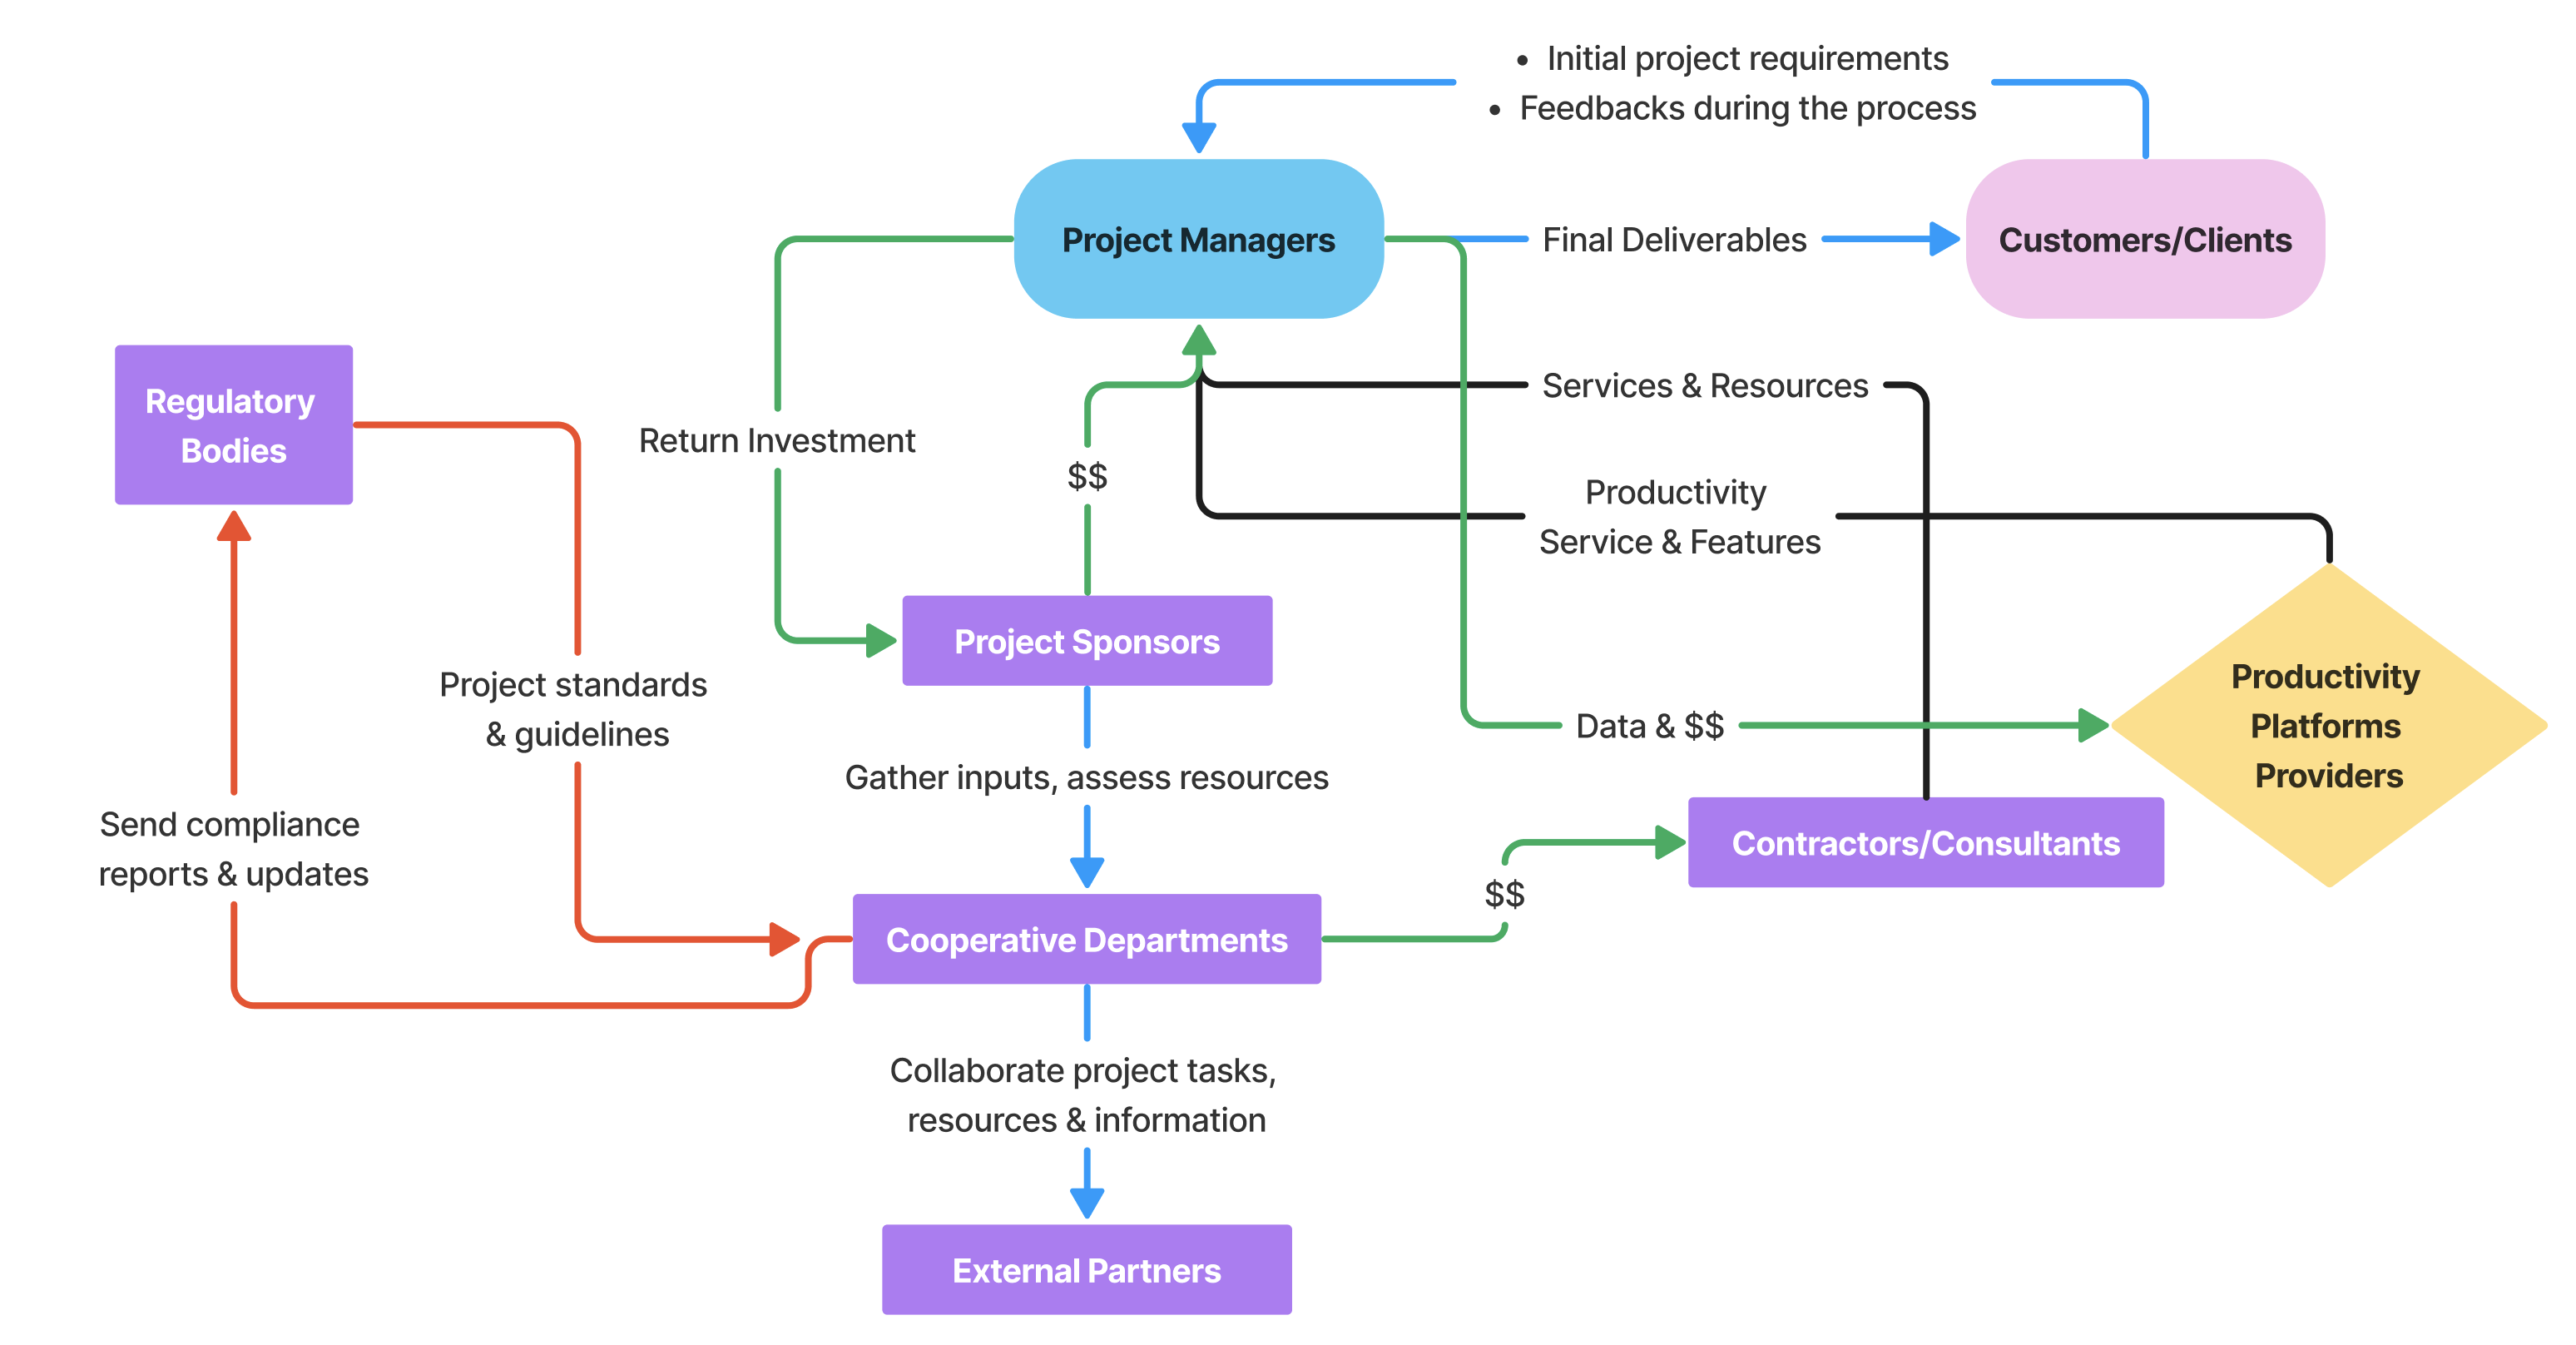 • Initial project requirements
• Feedbacks during the process
Project Managers
Final Deliverables
Customers/Clients
Regulatory
Bodies
Services & Resources
Return Investment
$$
Productivity
Service & Features
Project Sponsors
Project standards
& guidelines
Productivity
Platforms
Providers
Data & $$
Gather inputs, assess resources
Send compliance
reports & updates
Contractors/Consultants
$$
Cooperative Departments
Collaborate project tasks,
resources & information
External Partners